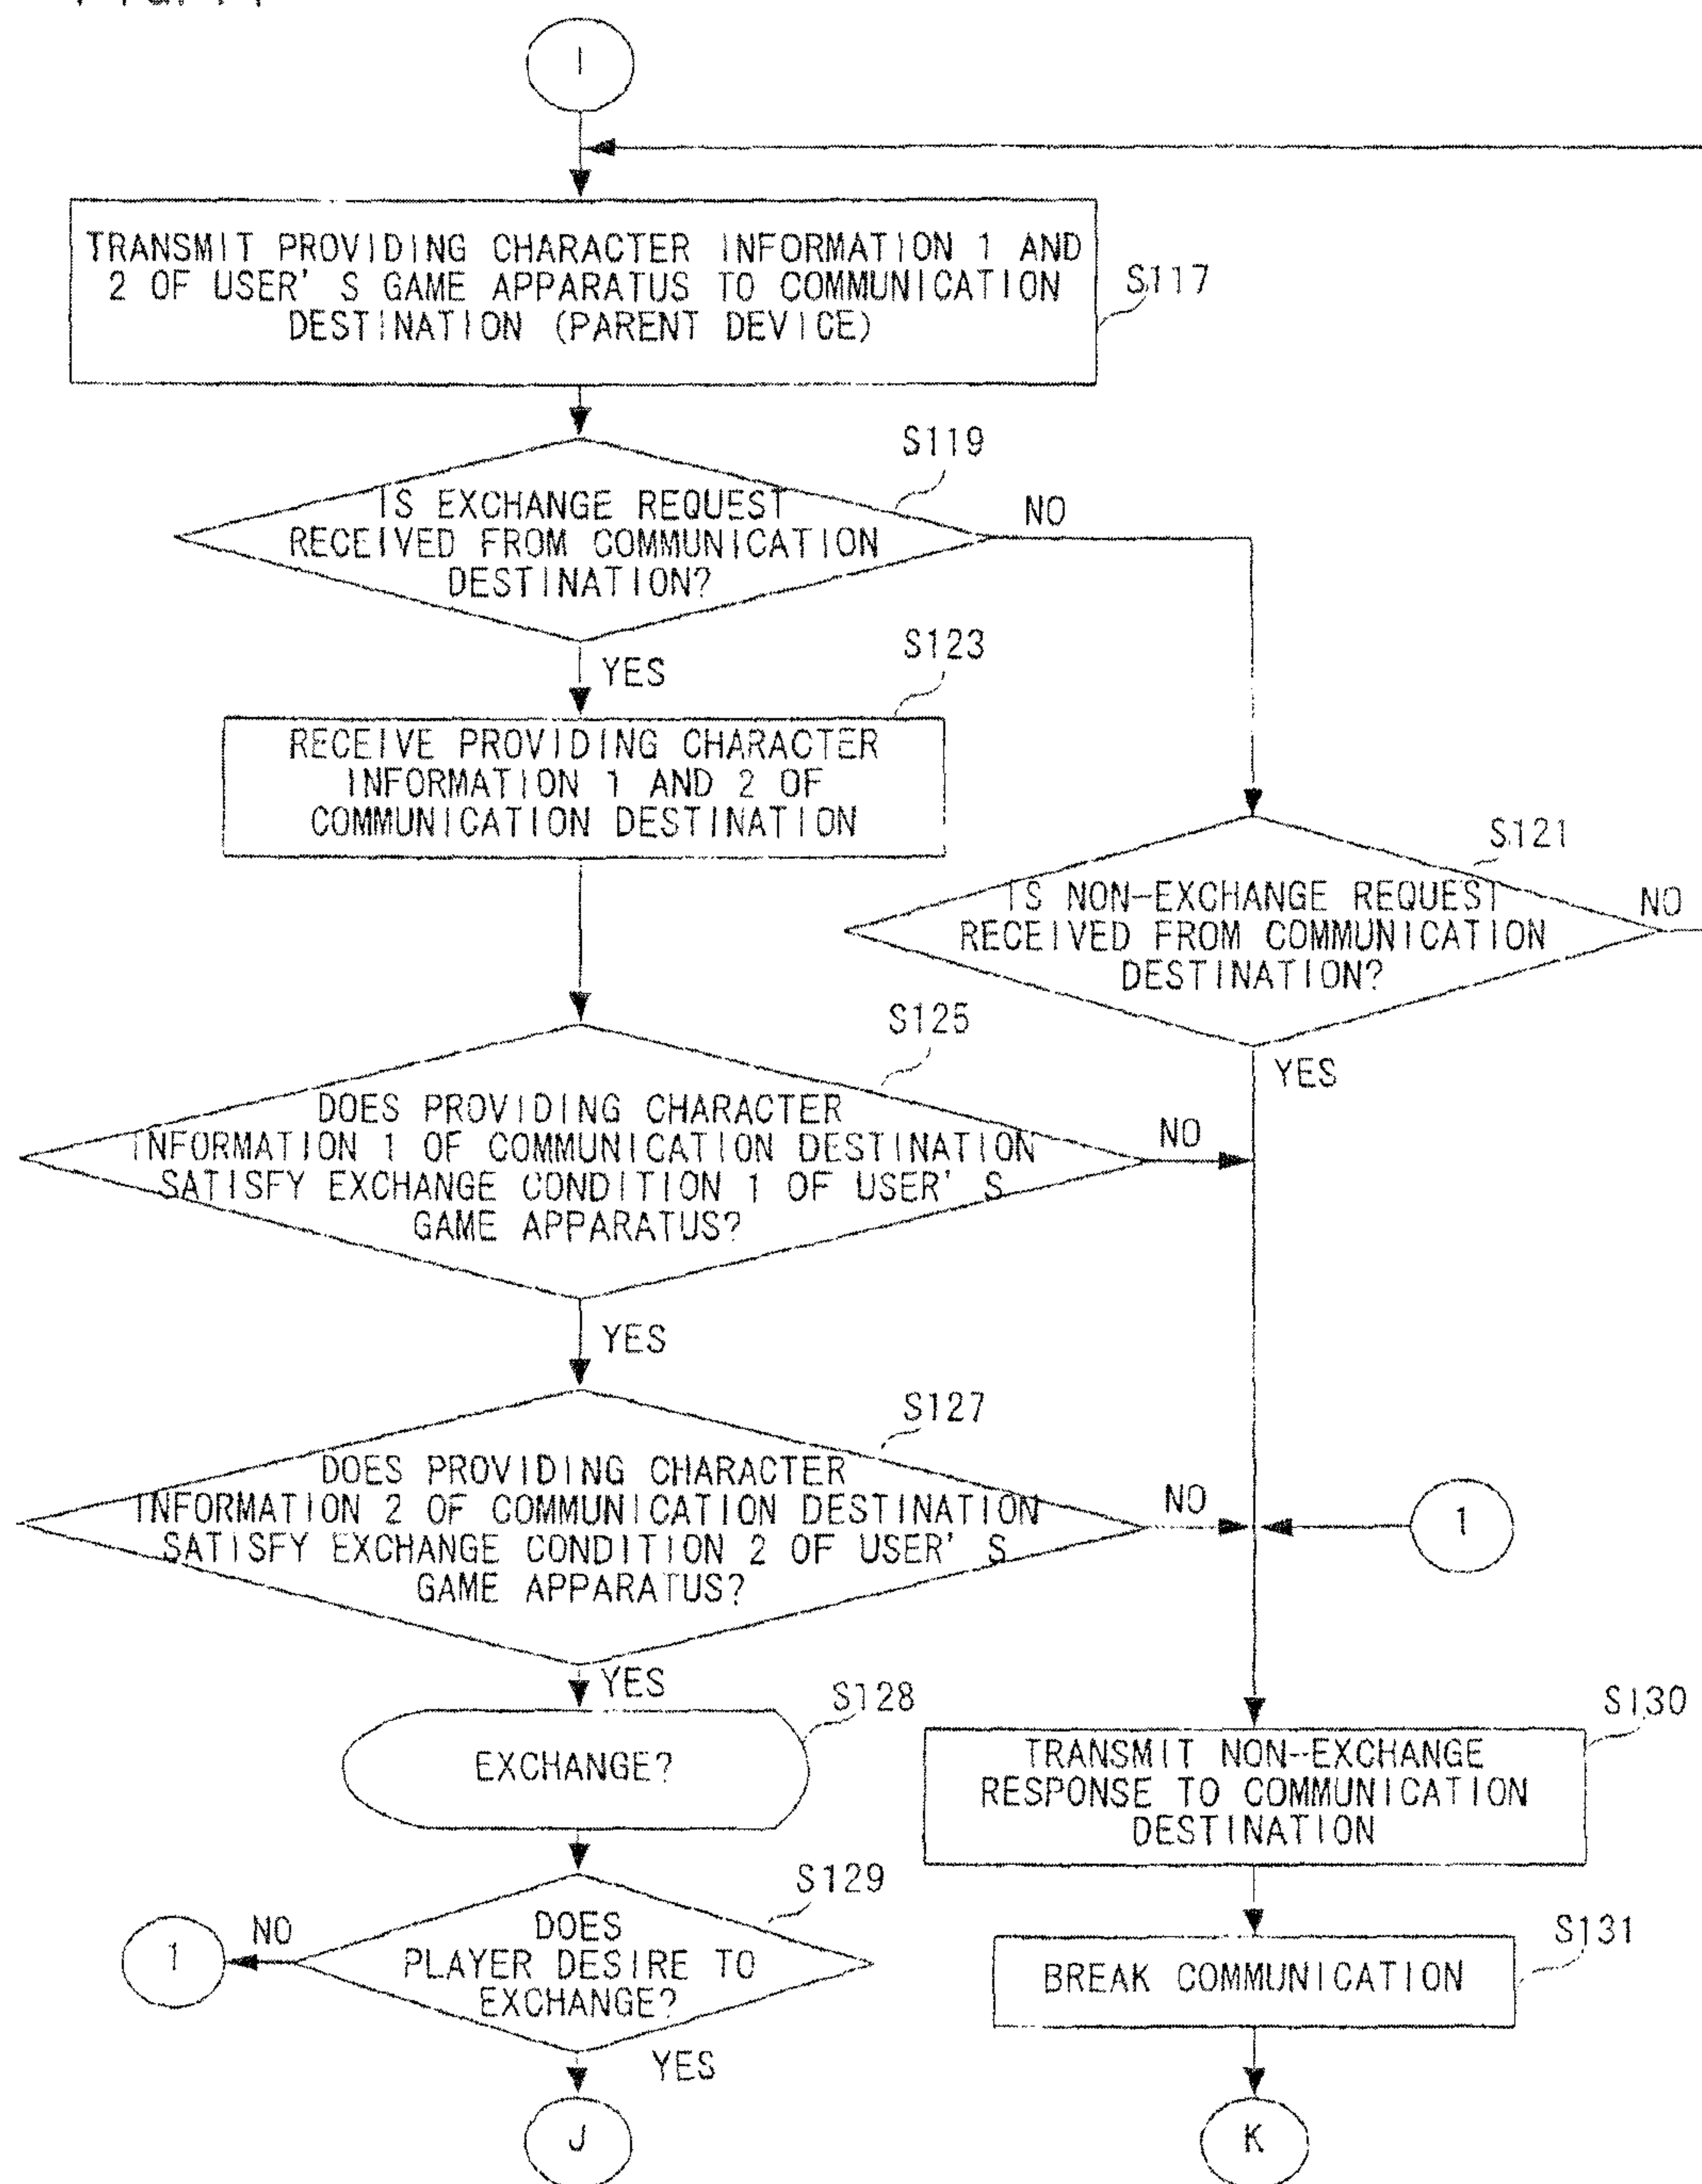 I
TRANSMIT PROVIDING CHARACTER INFORMATION 1 AND
2 OF USER' S GAME APPARATUS TO COMMUNICATION
DESTINATION (PARENT DEVICE)
S117
S119
IS EXCHANGE REQUEST
RECEIVED FROM COMMUNICATION
DESTINATION?
NO
YES
S123
RECEIVE PROVIDING CHARACTER
INFORMATION 1 AND 2 OF
COMMUNICATION DESTINATION
S121
IS NON-EXCHANGE REQUEST
RECEIVED FROM COMMUNICATION
DESTINATION?
NO
YES
S125
DOES PROVIDING CHARACTER
INFORMATION 1 OF COMMUNICATION DESTINATION
SATISFY EXCHANGE CONDITION 1 OF USER' S
GAME APPARATUS?
NO
YES
S127
DOES PROVIDING CHARACTER
INFORMATION 2 OF COMMUNICATION DESTINATION
SATISFY EXCHANGE CONDITION 2 OF USER' S
GAME APPARATUS?
NO
1
YES
S128
EXCHANGE?
S130
TRANSMIT NON-EXCHANGE
RESPONSE TO COMMUNICATION
DESTINATION
S129
DOES
PLAYER DESIRE TO
EXCHANGE?
NO
1
YES
S131
BREAK COMMUNICATION
J
K